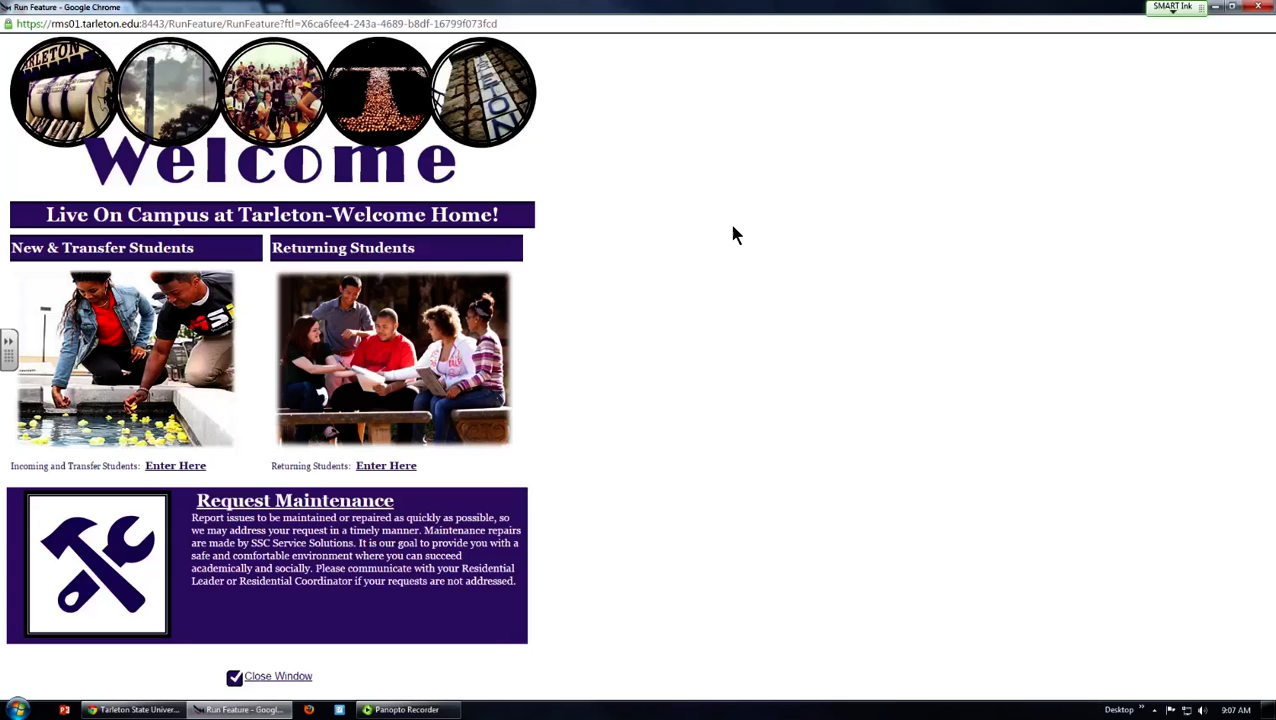 Run Feature - Google Chrome
SMART Ink
https://rms01.tarleton.edu:8443/RunFeature/RunFeature?ftl=X6ca6fee4-243a-4689-b8df-16799f073fcd
TARLETON
Welcome
Live On Campus at Tarleton-Welcome Home!
New & Transfer Students
Returning Students
Incoming and Transfer Students: Enter Here
Returning Students: Enter Here
Request Maintenance
Report issues to be maintained or repaired as quickly as possible, so
we may address your request in a timely manner. Maintenance repairs
are made by SSC Service Solutions. It is our goal to provide you with a
safe and comfortable environment where you can succeed
academically and socially. Please communicate with your Residential
Leader or Residential Coordinator if your requests are not addressed.
Close Window
Tarleton State Univer...
Run Feature - Googl...
Panopto Recorder
Desktop
9:07 AM